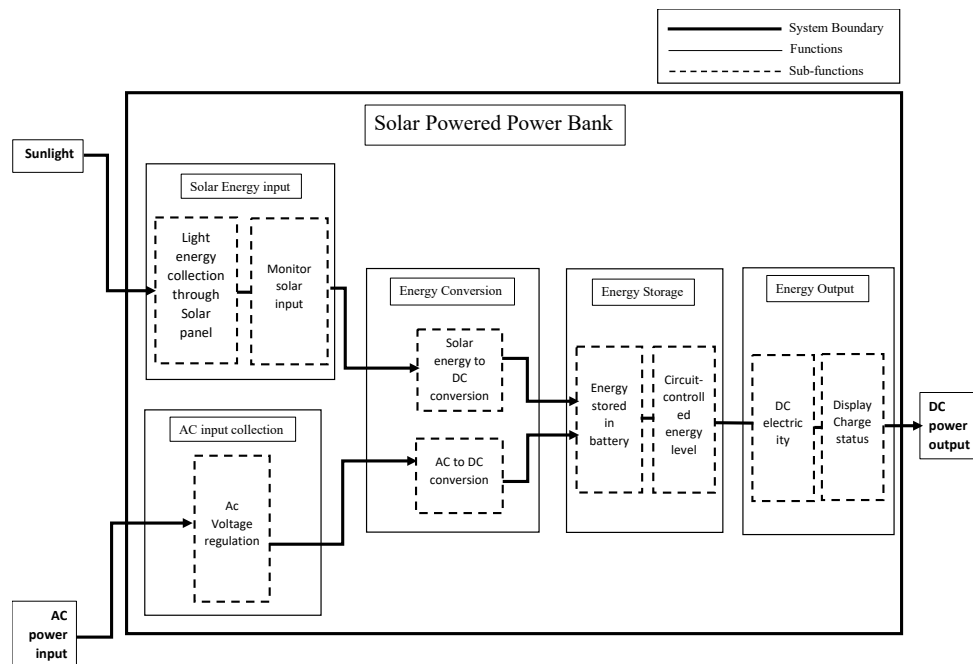 System Boundary
Functions
Sub-functions
Solar Powered Power Bank
Sunlight
Solar Energy input
Light
energy
collection
through
Solar
panel
Monitor
solar
input
Energy Conversion
Solar
energy to
DC
conversion
AC to DC
conversion
Energy Storage
Energy
stored
in
battery
Circuit-
controll
ed
energy
level
Energy Output
DC
electric
ity
Display
Charge
status
DC
power
output
AC input collection
Ac
Voltage
regulation
AC
power
input